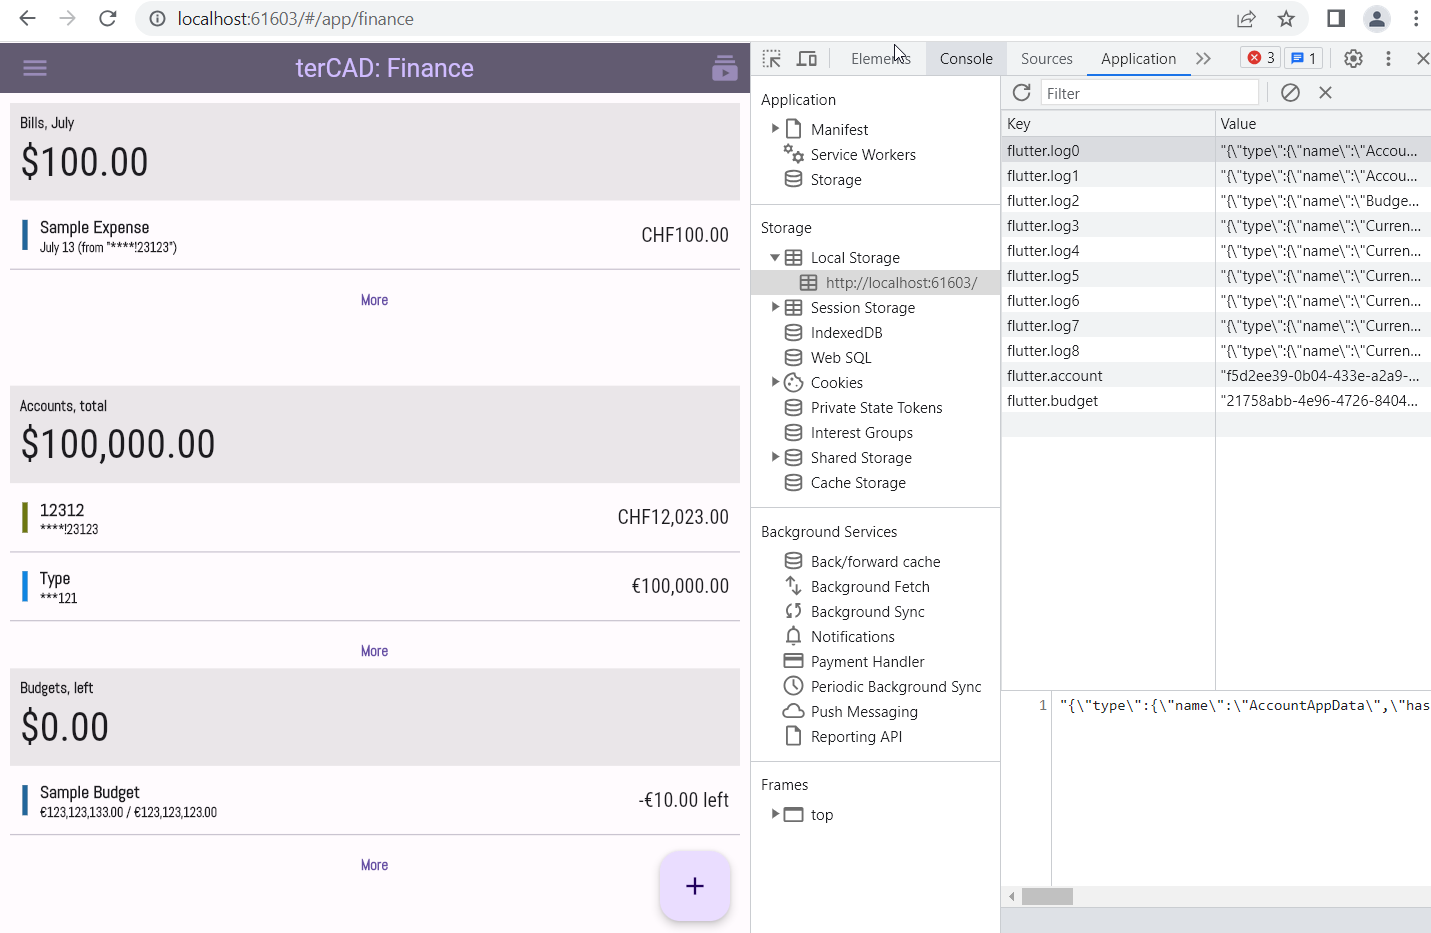 localhost:61603/#/app/finance
terCAD: Finance
Bills, July
$100.00
Sample Expense
CHF100.00
July 13 (from "****!23123")
More
Accounts, total
$100,000.00
12312
CHF12,023.00
****!23123
Type
€100,000.00
***121
More
Budgets, left
$0.00
Sample Budget
-€10.00 left
€123,123,133.00 / €123,123,123.00
More
+
Elements Console Sources Application 3 1
Application
Manifest
Service Workers
Storage
Storage
Local Storage
http://localhost:61603/
Session Storage
IndexedDB
Web SQL
Cookies
Private State Tokens
Interest Groups
Shared Storage
Cache Storage
Background Services
Back/forward cache
Background Fetch
Background Sync
Notifications
Payment Handler
Periodic Background Sync
Push Messaging
Reporting API
Frames
top
Filter
Key Value
flutter.log0 "{\"type\":{\"name\":\"Accou...
flutter.log1 "{\"type\":{\"name\":\"Accou...
flutter.log2 "{\"type\":{\"name\":\"Budge...
flutter.log3 "{\"type\":{\"name\":\"Curren...
flutter.log4 "{\"type\":{\"name\":\"Curren...
flutter.log5 "{\"type\":{\"name\":\"Curren...
flutter.log6 "{\"type\":{\"name\":\"Curren...
flutter.log7 "{\"type\":{\"name\":\"Curren...
flutter.log8 "{\"type\":{\"name\":\"Curren...
flutter.account "f5d2ee39-0b04-433e-a2a9-...
flutter.budget "21758abb-4e96-4726-8404...
1 "{\"type\":{\"name\":\"AccountAppData\",\"has